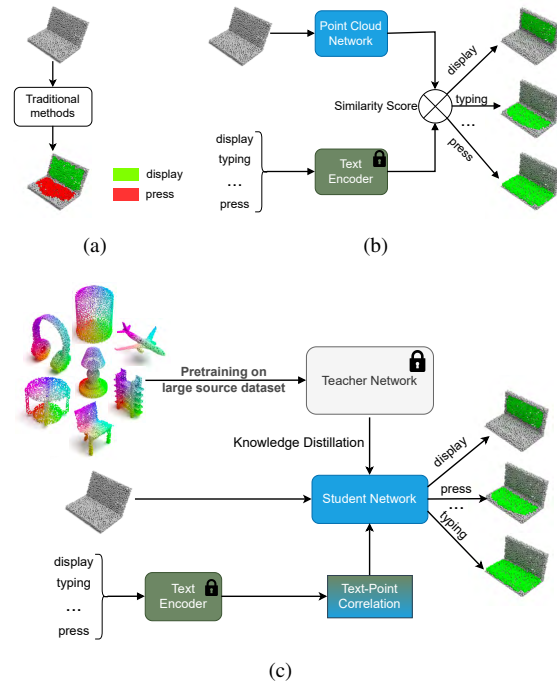 Traditional
methods
display
press
(a)
Point Cloud
Network
Similarity Score
display
typing
...
press
Text
Encoder
display
typing
...
press
(b)
Pretraining on
large source dataset
Teacher Network
Knowledge Distillation
Student Network
display
press
...
typing
display
typing
...
press
Text
Encoder
Text-Point
Correlation
(c)